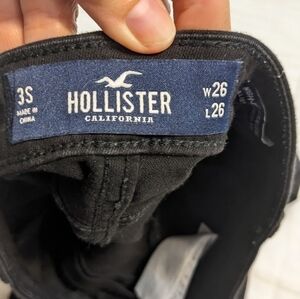 3S
MADE IN
CHINA
HOLLISTER
CALIFORNIA
W26
L26